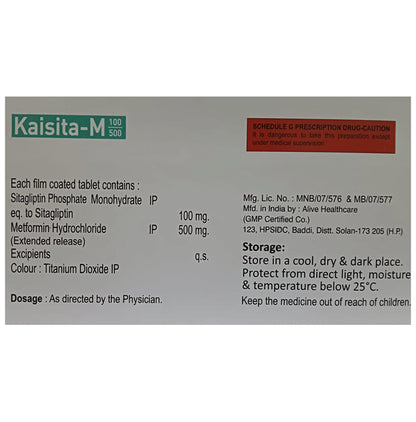 Kaisita-M 100
500
SCHEDULE G PRESCRIPTION DRUG-CAUTION
It is dangerous to take this preparation except
under medical supervision
Each film coated tablet contains :
Sitagliptin Phosphate Monohydrate IP
eq. to Sitagliptin 100 mg.
Metformin Hydrochloride IP 500 mg.
(Extended release)
Excipients q.s.
Colour : Titanium Dioxide IP
Dosage : As directed by the Physician.
Mfg. Lic. No. : MNB/07/576 & MB/07/577
Mfd. in India by : Alive Healthcare
(GMP Certified Co.)
123, HPSIDC, Baddi, Distt. Solan-173 205 (H.P.)
Storage:
Store in a cool, dry & dark place.
Protect from direct light, moisture
& temperature below 25°C.
Keep the medicine out of reach of children.